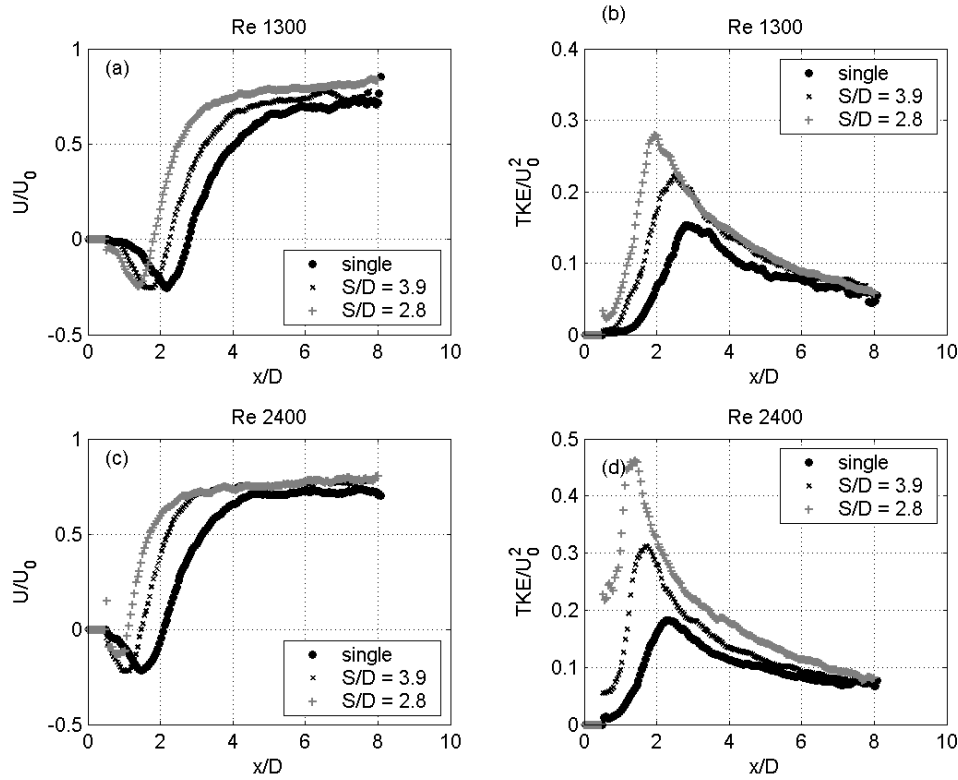 Re 1300
(a)
1
0.5
0
-0.5
U/U0
0 2 4 6 8 10
x/D
single
S/D = 3.9
S/D = 2.8
(b)
Re 1300
0.4
0.3
0.2
0.1
0
TKE/U0^2
0 2 4 6 8 10
x/D
single
S/D = 3.9
S/D = 2.8
Re 2400
(c)
1
0.5
0
-0.5
U/U0
0 2 4 6 8 10
x/D
single
S/D = 3.9
S/D = 2.8
Re 2400
(d)
0.5
0.4
0.3
0.2
0.1
0
TKE/U0^2
0 2 4 6 8 10
x/D
single
S/D = 3.9
S/D = 2.8